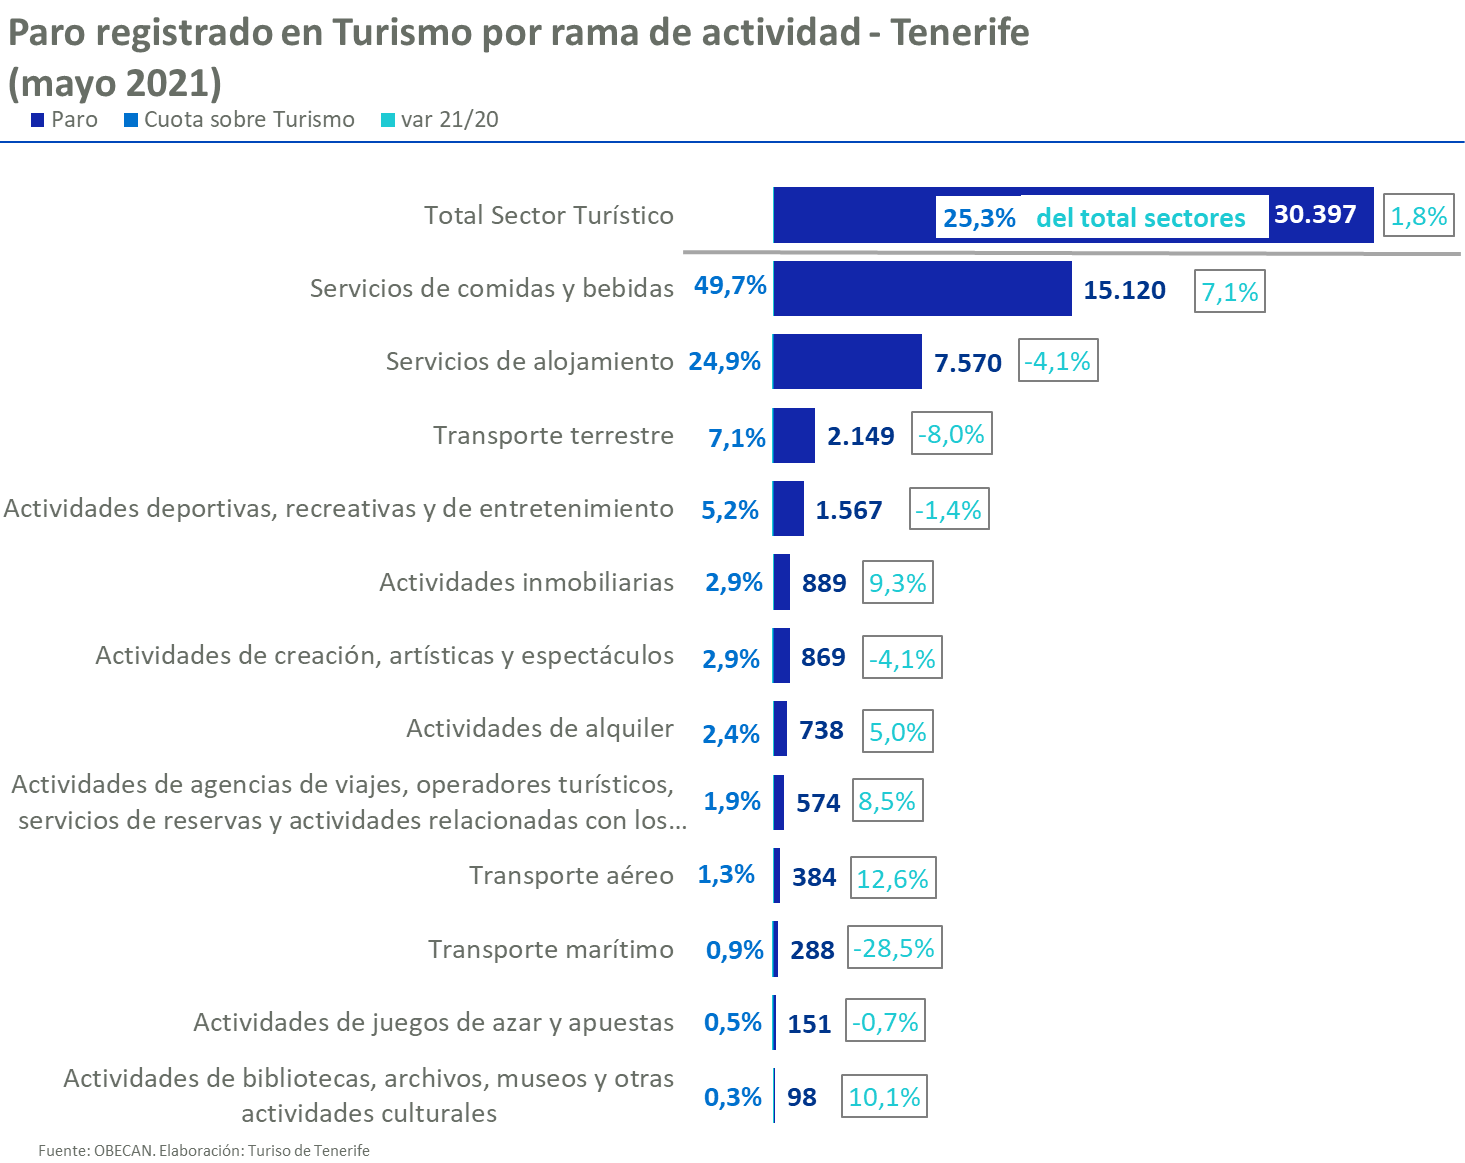 Paro registrado en Turismo por rama de actividad - Tenerife
(mayo 2021)
Paro Cuota sobre Turismo var 21/20
Total Sector Turístico 25,3% del total sectores 30.397 1,8%
Servicios de comidas y bebidas 49,7% 15.120 7,1%
Servicios de alojamiento 24,9% 7.570 -4,1%
Transporte terrestre 7,1% 2.149 -8,0%
Actividades deportivas, recreativas y de entretenimiento 5,2% 1.567 -1,4%
Actividades inmobiliarias 2,9% 889 9,3%
Actividades de creación, artísticas y espectáculos 2,9% 869 -4,1%
Actividades de alquiler 2,4% 738 5,0%
Actividades de agencias de viajes, operadores turísticos,
servicios de reservas y actividades relacionadas con los… 1,9% 574 8,5%
Transporte aéreo 1,3% 384 12,6%
Transporte marítimo 0,9% 288 -28,5%
Actividades de juegos de azar y apuestas 0,5% 151 -0,7%
Actividades de bibliotecas, archivos, museos y otras
actividades culturales 0,3% 98 10,1%
Fuente: OBECAN. Elaboración: Turiso de Tenerife